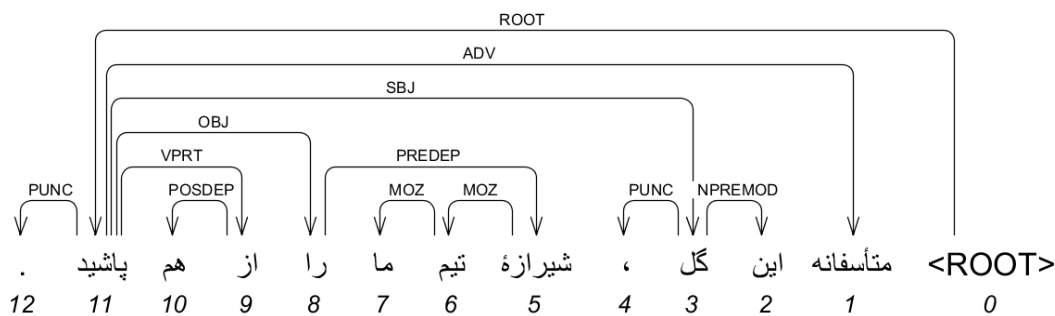 ROOT
ADV
SBJ
OBJ
VPRT PREDEP
PUNC POSDEP MOZ MOZ PUNC NPREMOD
<ROOT> متأسفانه این گل ، شیرازهٔ تیم ما را از هم پاشید .
12 11 10 9 8 7 6 5 4 3 2 1 0